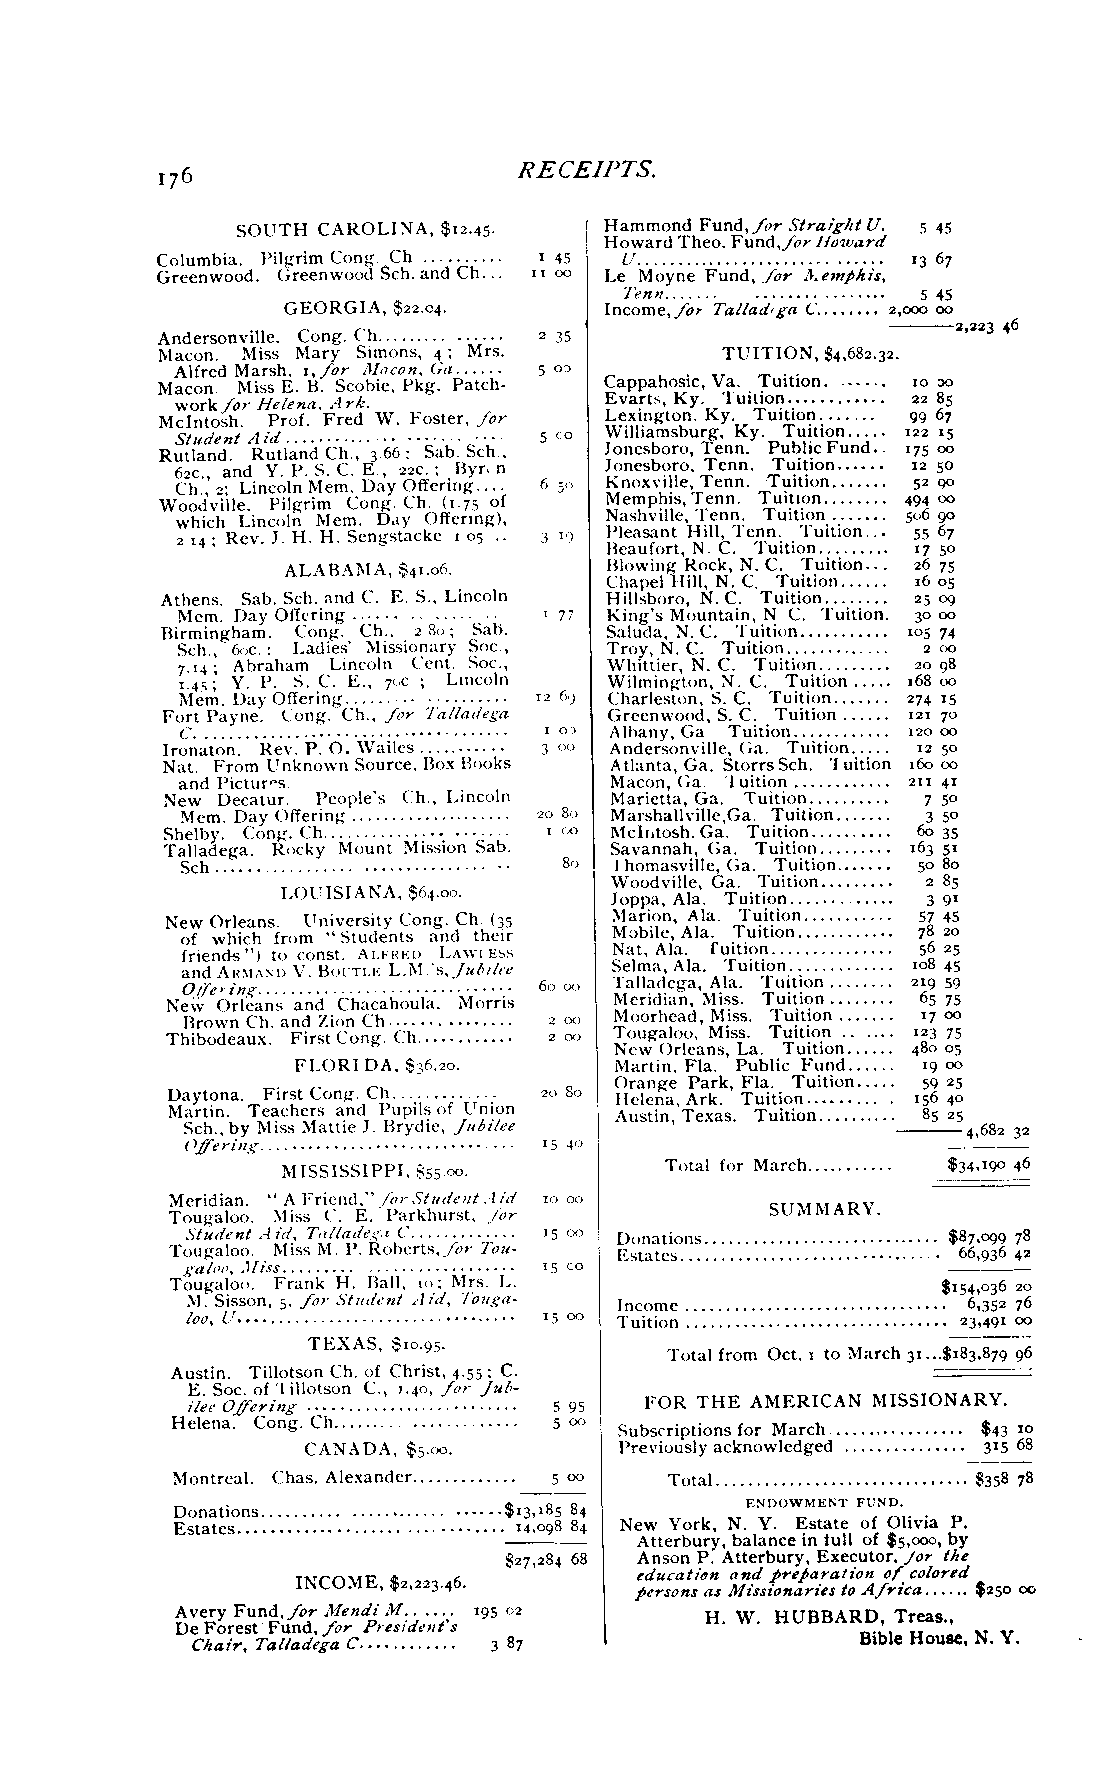 176
RECEIPTS.
SOUTH CAROLINA, $12.45.
Columbia. Pilgrim Cong. Ch .......... 1 45
Greenwood. Greenwood Sch. and Ch... 11 00
GEORGIA, $22.04.
Andersonville. Cong. Ch............... 2 35
Macon. Miss Mary Simons, 4; Mrs.
Alfred Marsh, 1, for Macon, Ga...... 5 00
Macon. Miss E. B. Scobie, Pkg. Patch-
work for Helena, Ark.
McIntosh. Prof. Fred W. Foster, for
Student Aid........................... 5 00
Rutland. Rutland Ch., 3.66; Sab. Sch.,
62c., and Y. P. S. C. E., 22c.; Byron
Ch., 2; Lincoln Mem. Day Offering.... 6 50
Woodville. Pilgrim Cong. Ch. (1.75 of
which Lincoln Mem. Day Offering),
2 14; Rev. J. H. H. Sengstacke 1 05 .. 3 19
ALABAMA, $41.06.
Athens. Sab. Sch. and C. E. S., Lincoln
Mem. Day Offering ................. 1 77
Birmingham. Cong. Ch., 2 80; Sab.
Sch., 60c.; Ladies' Missionary Soc.,
7.14; Abraham Lincoln Cent. Soc.,
1.45; Y. P. S. C. E., 70c ; Lincoln
Mem. Day Offering................... 12 69
Fort Payne. Cong. Ch., for Talladega
C....................................... 1 00
Ironaton. Rev. P. O. Wailes........... 3 00
Nat. From Unknown Source, Box Books
and Pictures.
New Decatur. People's Ch., Lincoln
Mem. Day Offering................... 20 80
Shelby. Cong. Ch...................... 1 00
Talladega. Rocky Mount Mission Sab.
Sch.................................... 80
LOUISIANA, $64.00.
New Orleans. University Cong. Ch. (35
of which from "Students and their
friends") to const. ALFRED LAWLESS
and ARMAND V. BOUTLE L.M.'s, Jubilee
Offering............................... 60 00
New Orleans and Chacahoula. Morris
Brown Ch. and Zion Ch............... 2 00
Thibodeaux. First Cong. Ch............ 2 00
FLORIDA, $36.20.
Daytona. First Cong. Ch............. 20 80
Martin. Teachers and Pupils of Union
Sch., by Miss Mattie J. Brydie, Jubilee
Offering............................... 15 40
MISSISSIPPI, $55.00.
Meridian. "A Friend," for Student Aid 10 00
Tougaloo. Miss C. E. Parkhurst, for
Student Aid, Talladega C............. 15 00
Tougaloo. Miss M. P. Roberts, for Tou-
galoo, Miss............................ 15 00
Tougaloo. Frank H. Ball, 10; Mrs. L.
M. Sisson, 5, for Student Aid, Touga-
loo, U.................................. 15 00
TEXAS, $10.95.
Austin. Tillotson Ch. of Christ, 4.55; C.
E. Soc. of Tillotson C., 1.40, for Jub-
ilee Offering .......................... 5 95
Helena. Cong. Ch...................... 5 00
CANADA, $5.00.
Montreal. Chas. Alexander............. 5 00
Donations..............................$13,185 84
Estates................................. 14,098 84
$27,284 68
INCOME, $2,223.46.
Avery Fund, for Mendi M....... 195 02
De Forest Fund, for President's
Chair, Talladega C............ 3 87
Hammond Fund, for Straight U. 5 45
Howard Theo. Fund, for Howard
U.............................. 13 67
Le Moyne Fund, for Memphis,
Tenn......................... 5 45
Income, for Talladega C........ 2,000 00
2,223 46
TUITION, $4,682.32.
Cappahosic, Va. Tuition. ...... 10 00
Evarts, Ky. Tuition............ 22 85
Lexington, Ky. Tuition....... 99 67
Williamsburg, Ky. Tuition..... 122 15
Jonesboro, Tenn. Public Fund.. 175 00
Jonesboro, Tenn. Tuition...... 12 50
Knoxville, Tenn. Tuition....... 52 90
Memphis, Tenn. Tuition........ 494 00
Nashville, Tenn. Tuition ....... 506 90
Pleasant Hill, Tenn. Tuition... 55 67
Beaufort, N. C. Tuition......... 17 50
Blowing Rock, N. C. Tuition... 26 75
Chapel Hill, N. C. Tuition...... 16 05
Hillsboro, N. C. Tuition........ 25 09
King's Mountain, N C. Tuition. 30 00
Saluda, N. C. Tuition........... 105 74
Troy, N. C. Tuition............. 2 00
Whittier, N. C. Tuition......... 20 98
Wilmington, N. C. Tuition..... 168 00
Charleston, S. C. Tuition....... 274 15
Greenwood, S. C. Tuition...... 121 70
Albany, Ga Tuition............ 120 00
Andersonville, Ga. Tuition..... 12 50
Atlanta, Ga. Storrs Sch. Tuition 160 00
Macon, Ga. Tuition ............ 211 41
Marietta, Ga. Tuition.......... 7 50
Marshallville, Ga. Tuition....... 3 50
McIntosh, Ga. Tuition.......... 60 35
Savannah, Ga. Tuition......... 163 51
Thomasville, Ga. Tuition....... 50 80
Woodville, Ga. Tuition......... 2 85
Joppa, Ala. Tuition............. 3 91
Marion, Ala. Tuition........... 57 45
Mobile, Ala. Tuition............ 78 20
Nat, Ala. Tuition............... 56 25
Selma, Ala. Tuition............. 108 45
Talladega, Ala. Tuition........ 219 59
Meridian, Miss. Tuition........ 65 75
Moorhead, Miss. Tuition....... 17 00
Tougaloo, Miss. Tuition .. .... 123 75
New Orleans, La. Tuition...... 480 05
Martin, Fla. Public Fund...... 19 00
Orange Park, Fla. Tuition..... 59 25
Helena, Ark. Tuition.......... . 156 40
Austin, Texas. Tuition.......... 85 25
4,682 32
Total for March........... $34,190 46
SUMMARY.
Donations............................. $87,099 78
Estates................................ 66,936 42
$154,036 20
Income ................................ 6,352 76
Tuition ................................ 23,491 00
Total from Oct. 1 to March 31...$183,879 96
FOR THE AMERICAN MISSIONARY.
Subscriptions for March................ $43 10
Previously acknowledged ............... 315 68
Total............................... $358 78
ENDOWMENT FUND.
New York, N. Y. Estate of Olivia P.
Atterbury, balance in full of $5,000, by
Anson P. Atterbury, Executor, for the
education and preparation of colored
persons as Missionaries to Africa...... $250 00
H. W. HUBBARD, Treas.,
Bible House, N. Y.